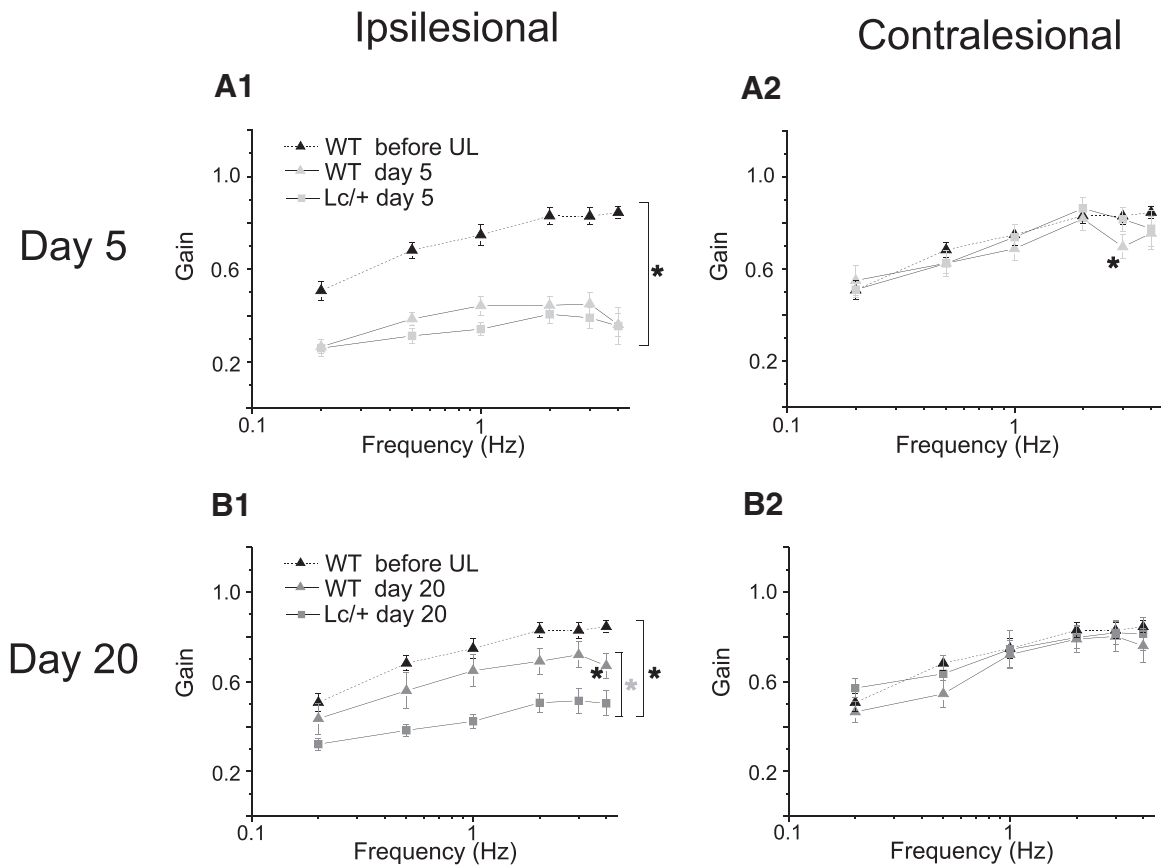 Ipsilesional
Contralesional
Day 5
A1
WT before UL
WT day 5
Lc/+ day 5
1.0
0.6
0.2
Gain
*
0.1
1
Frequency (Hz)
A2
1.0
0.6
0.2
Gain
*
0.1
1
Frequency (Hz)
Day 20
B1
WT before UL
WT day 20
Lc/+ day 20
1.0
0.6
0.2
Gain
* * *
0.1
1
Frequency (Hz)
B2
1.0
0.6
0.2
Gain
0.1
1
Frequency (Hz)